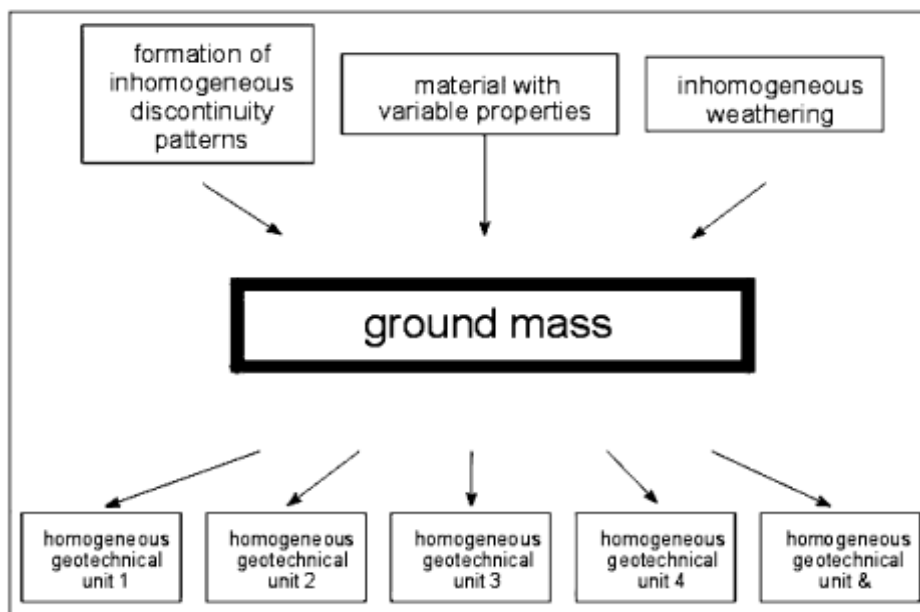 formation of
inhomogeneous
discontinuity
patterns
material with
variable properties
inhomogeneous
weathering
ground mass
homogeneous
geotechnical
unit 1
homogeneous
geotechnical
unit 2
homogeneous
geotechnical
unit 3
homogeneous
geotechnical
unit 4
homogeneous
geotechnical
unit &